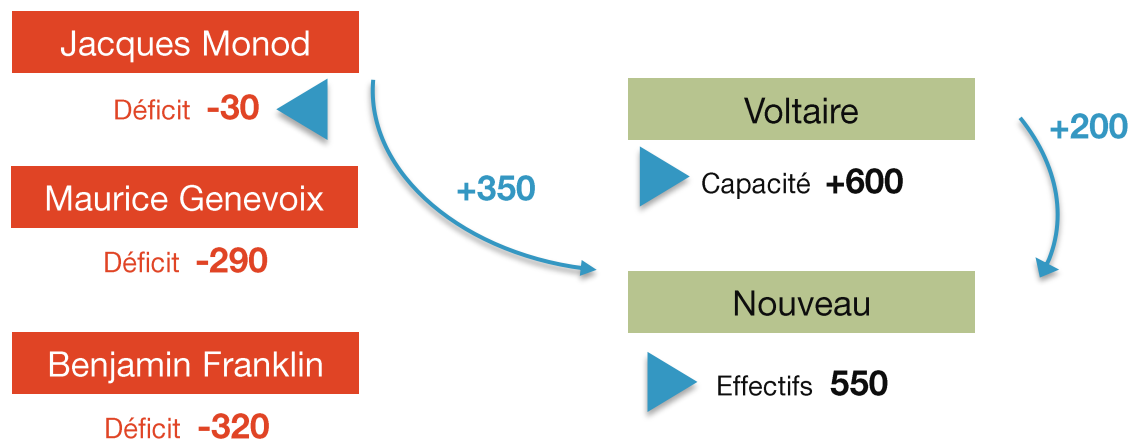 Jacques Monod
Déficit -30
Maurice Genevoix
Déficit -290
Benjamin Franklin
Déficit -320
+350
Voltaire
Capacité +600
+200
Nouveau
Effectifs 550